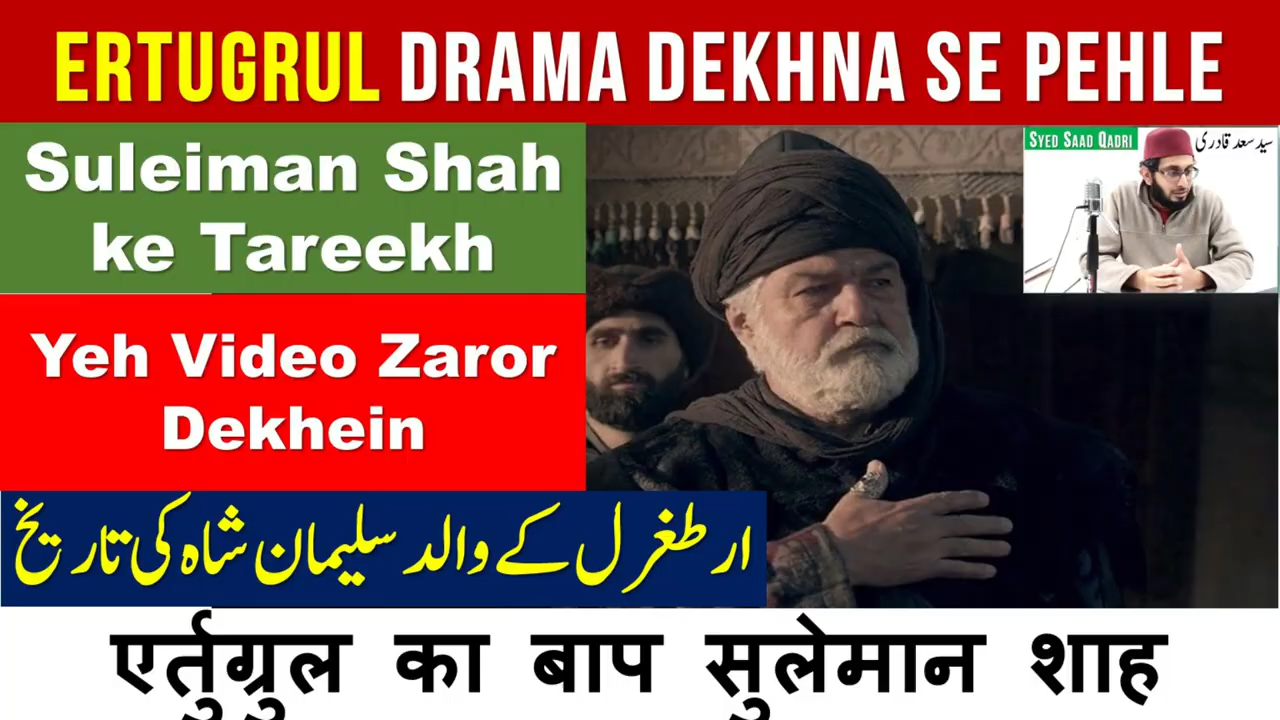 ERTUGRUL DRAMA DEKHNA SE PEHLE
Suleiman Shah
ke Tareekh
SYED SAAD QADRI
سید سعد قادری
Yeh Video Zaror
Dekhein
ارطغرل کے والد سلیمان شاہ کی تاریخ
एर्तुग्रुल का बाप सुलेमान शाह